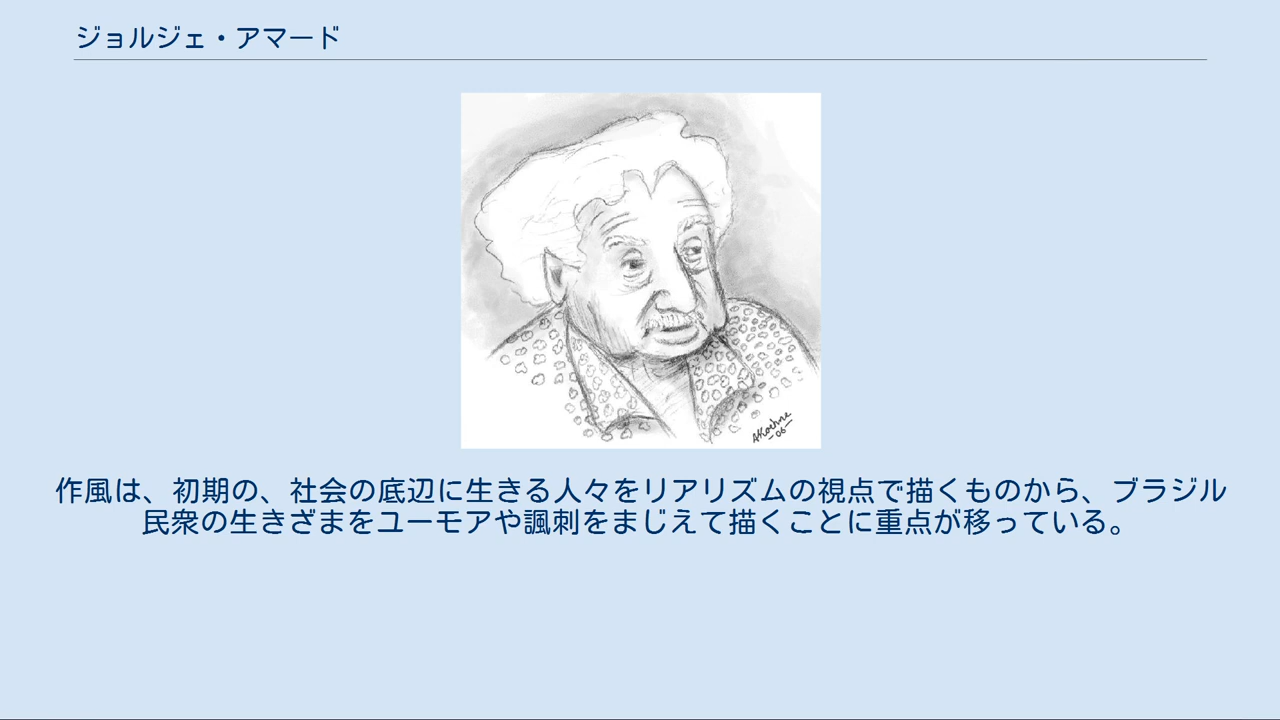 ジョルジェ・アマード
AKoehne
-06-
作風は、初期の、社会の底辺に生きる人々をリアリズムの視点で描くものから、ブラジル
民衆の生きざまをユーモアや諷刺をまじえて描くことに重点が移っている。